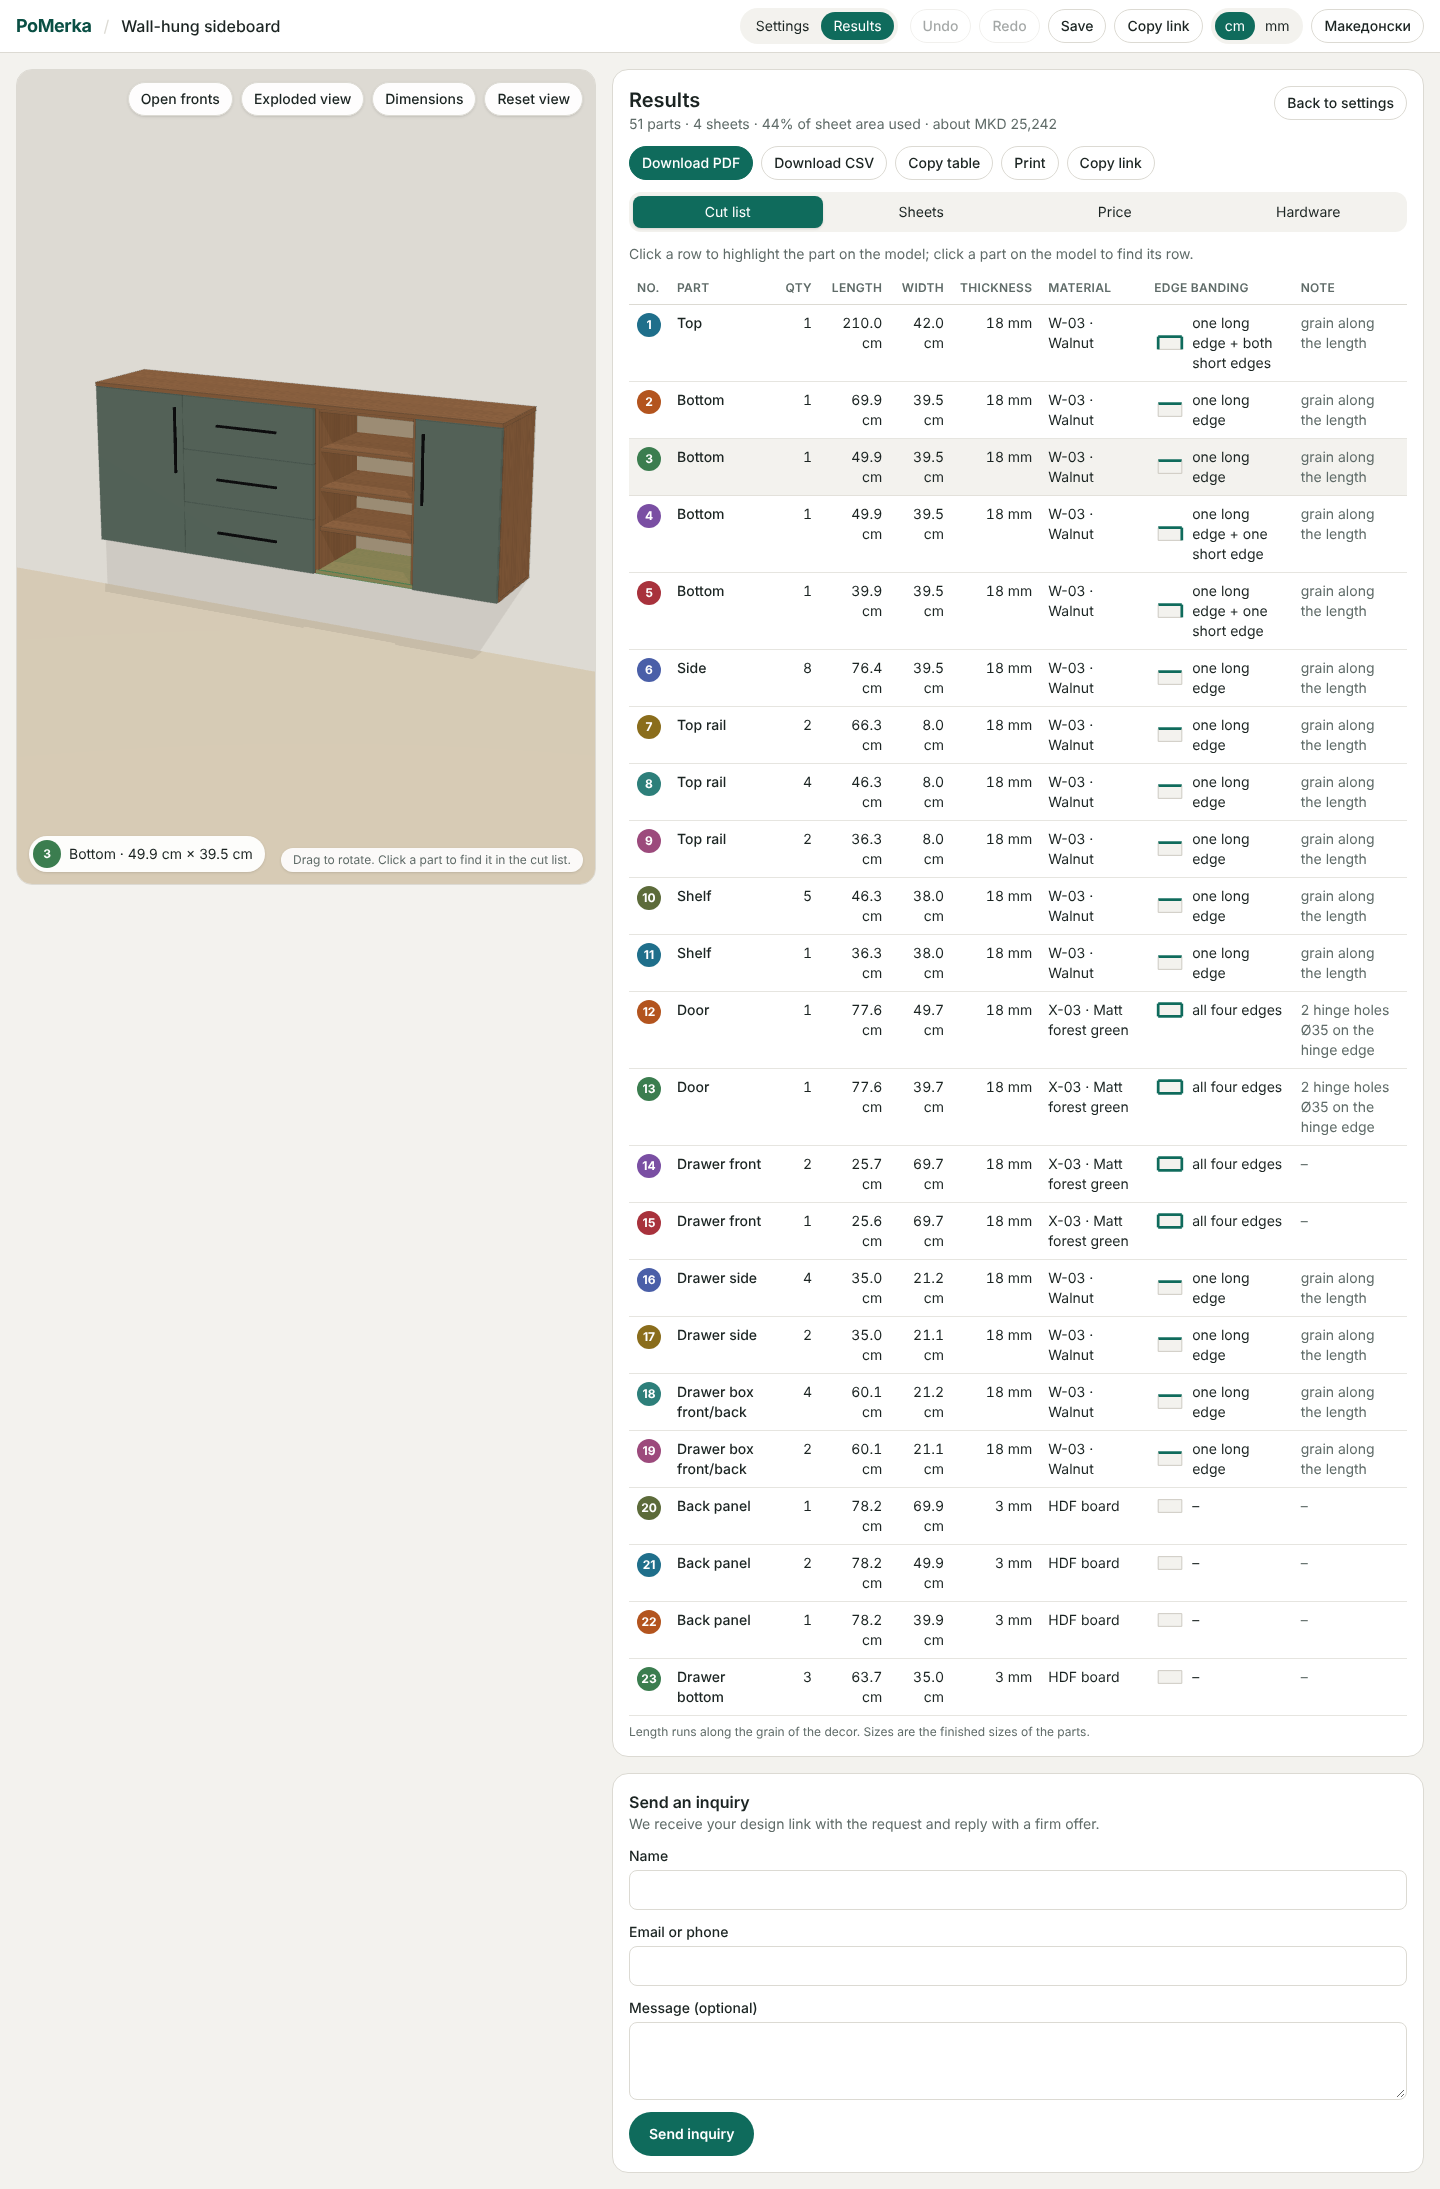 PoMerka / Wall-hung sideboard
Settings Results Undo Redo Save Copy link cm mm Македонски
Open fronts Exploded view Dimensions Reset view
3 Bottom · 49.9 cm × 39.5 cm
Drag to rotate. Click a part to find it in the cut list.
Results
51 parts · 4 sheets · 44% of sheet area used · about MKD 25,242
Back to settings
Download PDF Download CSV Copy table Print Copy link
Cut list Sheets Price Hardware
Click a row to highlight the part on the model; click a part on the model to find its row.
NO. PART QTY LENGTH WIDTH THICKNESS MATERIAL EDGE BANDING NOTE
1 Top 1 210.0 cm 42.0 cm 18 mm W-03 · Walnut one long edge + both short edges grain along the length
2 Bottom 1 69.9 cm 39.5 cm 18 mm W-03 · Walnut one long edge grain along the length
3 Bottom 1 49.9 cm 39.5 cm 18 mm W-03 · Walnut one long edge grain along the length
4 Bottom 1 49.9 cm 39.5 cm 18 mm W-03 · Walnut one long edge + one short edge grain along the length
5 Bottom 1 39.9 cm 39.5 cm 18 mm W-03 · Walnut one long edge + one short edge grain along the length
6 Side 8 76.4 cm 39.5 cm 18 mm W-03 · Walnut one long edge grain along the length
7 Top rail 2 66.3 cm 8.0 cm 18 mm W-03 · Walnut one long edge grain along the length
8 Top rail 4 46.3 cm 8.0 cm 18 mm W-03 · Walnut one long edge grain along the length
9 Top rail 2 36.3 cm 8.0 cm 18 mm W-03 · Walnut one long edge grain along the length
10 Shelf 5 46.3 cm 38.0 cm 18 mm W-03 · Walnut one long edge grain along the length
11 Shelf 1 36.3 cm 38.0 cm 18 mm W-03 · Walnut one long edge grain along the length
12 Door 1 77.6 cm 49.7 cm 18 mm X-03 · Matt forest green all four edges 2 hinge holes Ø35 on the hinge edge
13 Door 1 77.6 cm 39.7 cm 18 mm X-03 · Matt forest green all four edges 2 hinge holes Ø35 on the hinge edge
14 Drawer front 2 25.7 cm 69.7 cm 18 mm X-03 · Matt forest green all four edges –
15 Drawer front 1 25.6 cm 69.7 cm 18 mm X-03 · Matt forest green all four edges –
16 Drawer side 4 35.0 cm 21.2 cm 18 mm W-03 · Walnut one long edge grain along the length
17 Drawer side 2 35.0 cm 21.1 cm 18 mm W-03 · Walnut one long edge grain along the length
18 Drawer box front/back 4 60.1 cm 21.2 cm 18 mm W-03 · Walnut one long edge grain along the length
19 Drawer box front/back 2 60.1 cm 21.1 cm 18 mm W-03 · Walnut one long edge grain along the length
20 Back panel 1 78.2 cm 69.9 cm 3 mm HDF board – –
21 Back panel 2 78.2 cm 49.9 cm 3 mm HDF board – –
22 Back panel 1 78.2 cm 39.9 cm 3 mm HDF board – –
23 Drawer bottom 3 63.7 cm 35.0 cm 3 mm HDF board – –
Length runs along the grain of the decor. Sizes are the finished sizes of the parts.
Send an inquiry
We receive your design link with the request and reply with a firm offer.
Name
Email or phone
Message (optional)
Send inquiry